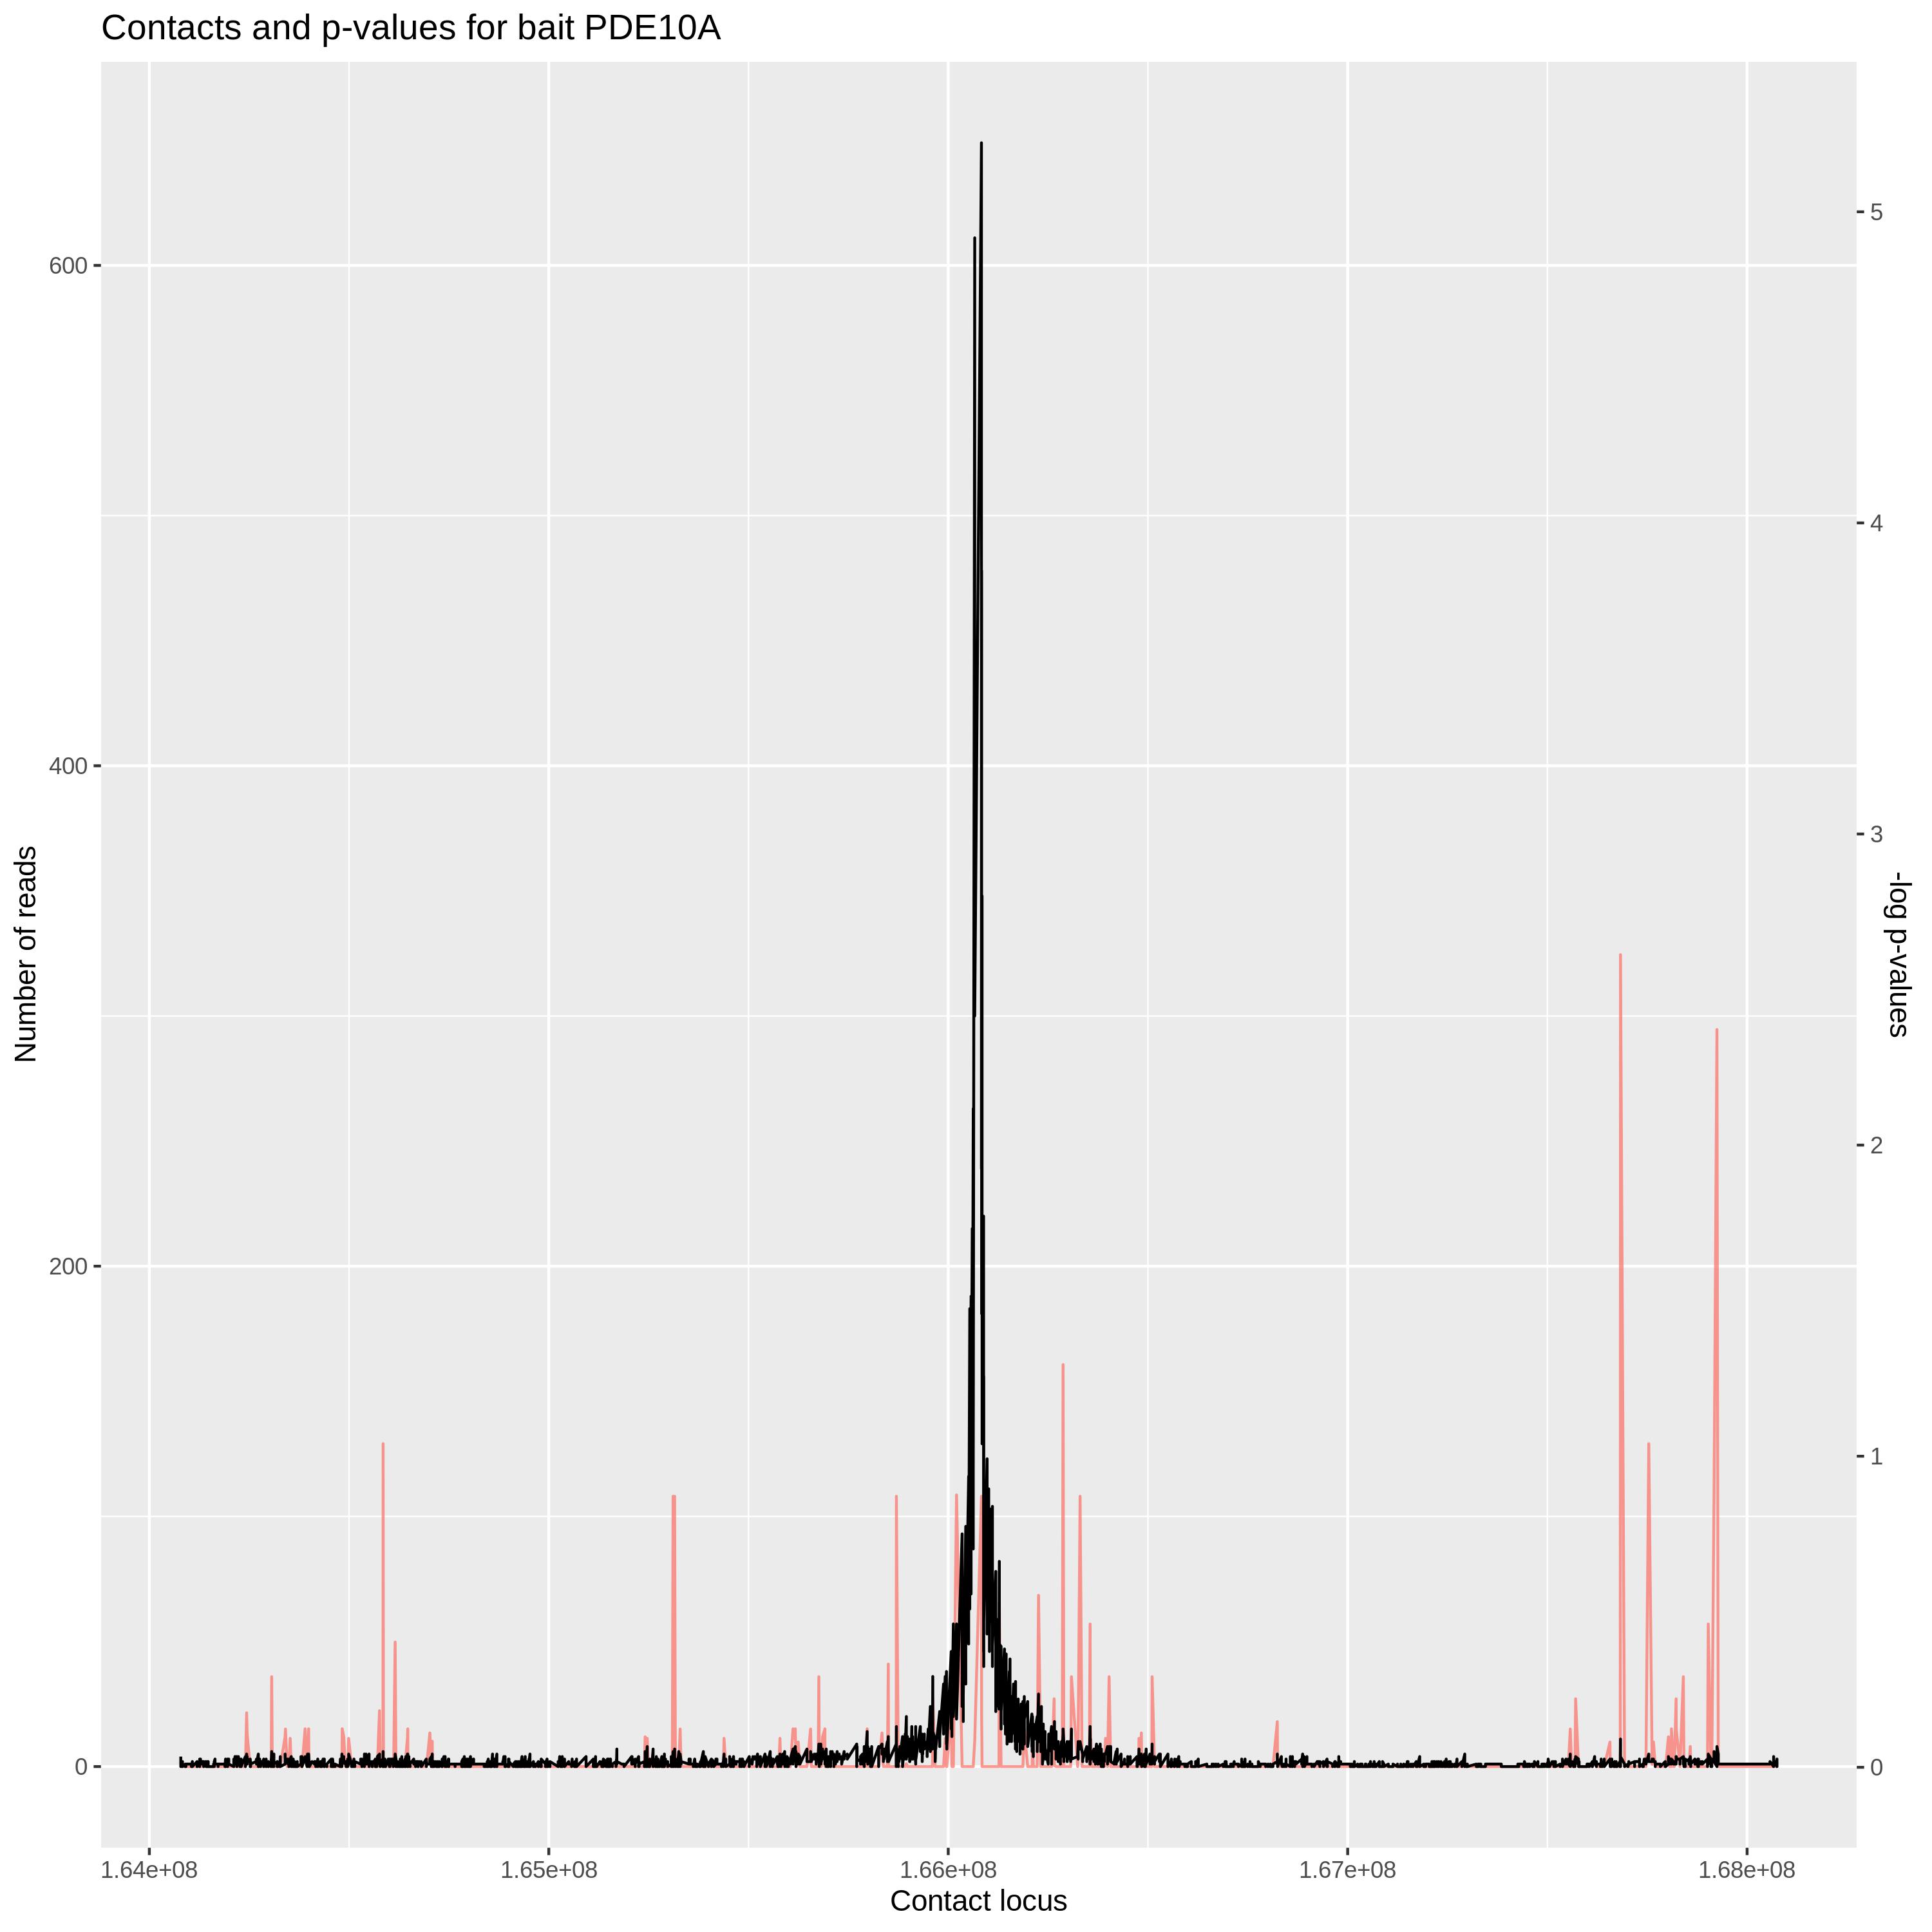 Contacts and p-values for bait PDE10A
Number of reads
600
400
200
0
5
4
3
2
1
0
-log p-values
1.64e+08 1.65e+08 1.66e+08 1.67e+08 1.68e+08
Contact locus